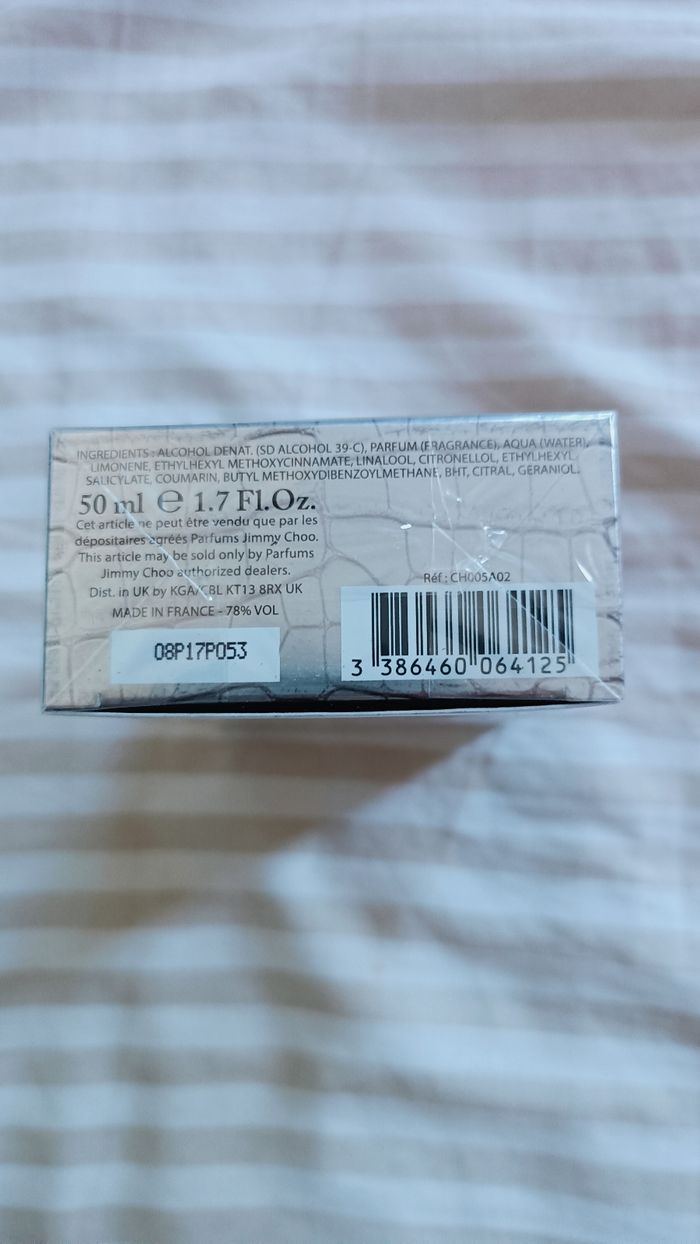 INGREDIENTS : ALCOHOL DENAT. (SD ALCOHOL 39-C), PARFUM (FRAGRANCE), AQUA (WATER),
LIMONENE, ETHYLHEXYL METHOXYCINNAMATE, LINALOOL, CITRONELLOL, ETHYLHEXYL
SALICYLATE, COUMARIN, BUTYL METHOXYDIBENZOYLMETHANE, BHT, CITRAL, GERANIOL.
50 ml ℮ 1.7 Fl.Oz.
Cet article ne peut être vendu que par les
dépositaires agréés Parfums Jimmy Choo.
This article may be sold only by Parfums
Jimmy Choo authorized dealers.
Dist. in UK by KGA/CBL KT13 8RX UK
MADE IN FRANCE - 78% VOL
08P17P053
Réf : CH005A02
3 386460 064125